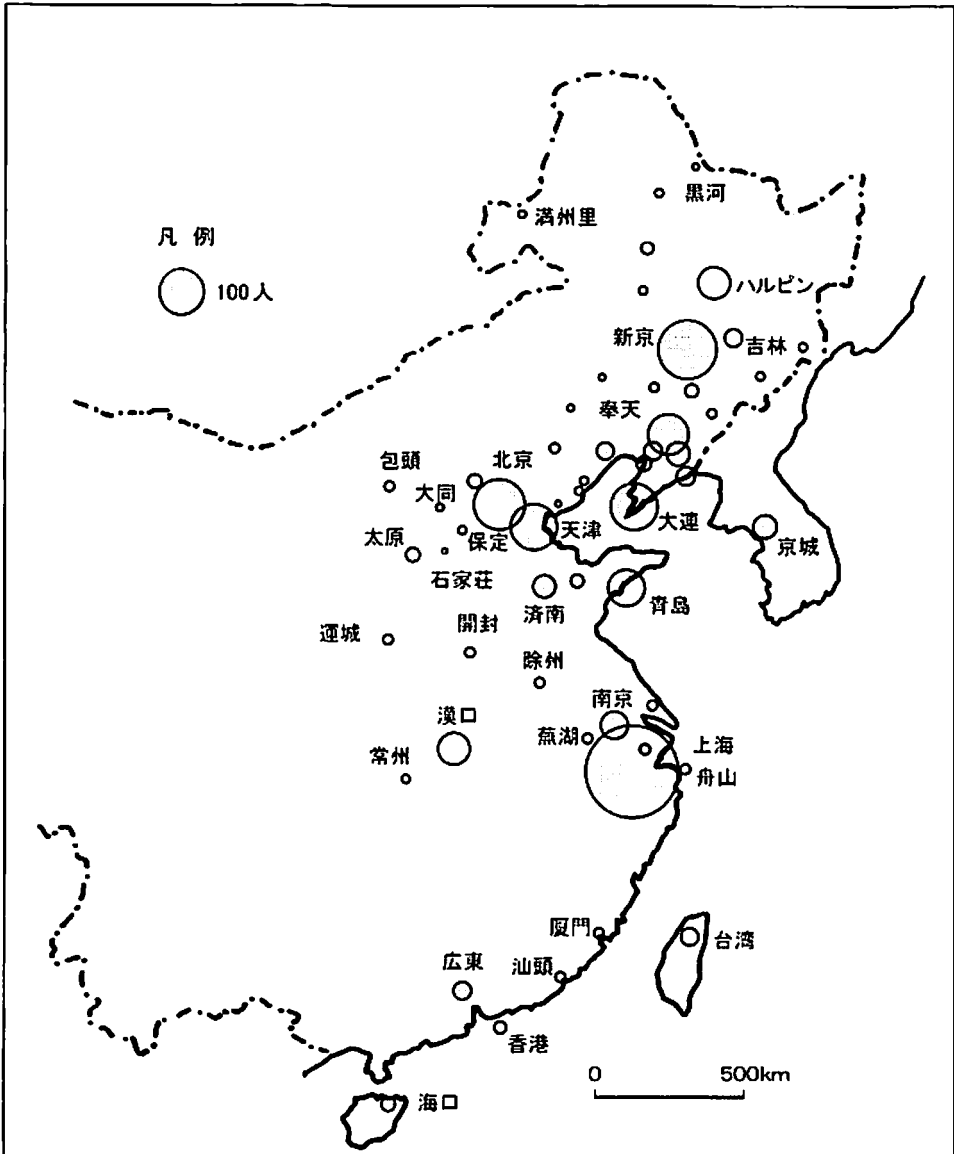 黒河
満州里
凡例
100人
ハルピン
新京
吉林
奉天
包頭
北京
大同
天津
大連
太原
保定
京城
石家荘
済南
青島
運城
開封
除州
漢口
南京
蕪湖
上海
常州
舟山
厦門
台湾
広東
汕頭
香港
0 500km
海口